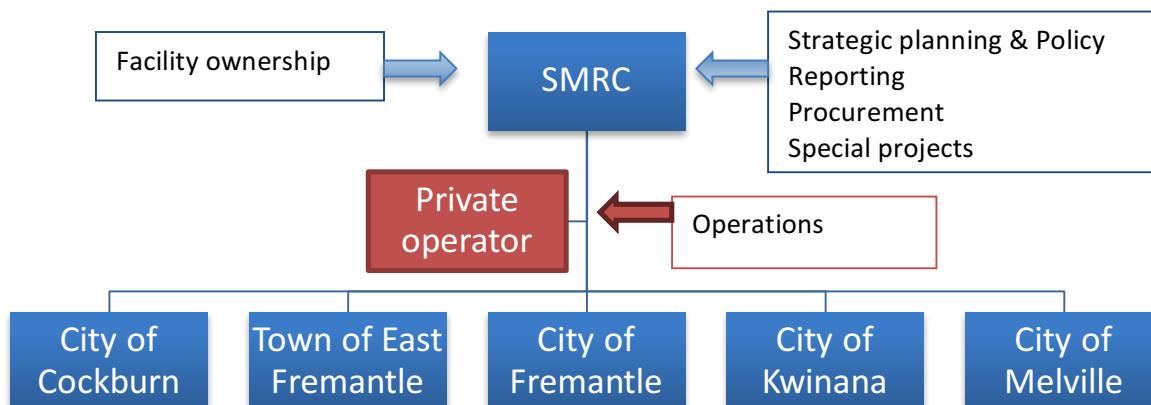 Facility ownership
SMRC
Strategic planning & Policy
Reporting
Procurement
Special projects
Private
operator
Operations
City of
Cockburn
Town of East
Fremantle
City of
Fremantle
City of
Kwinana
City of
Melville